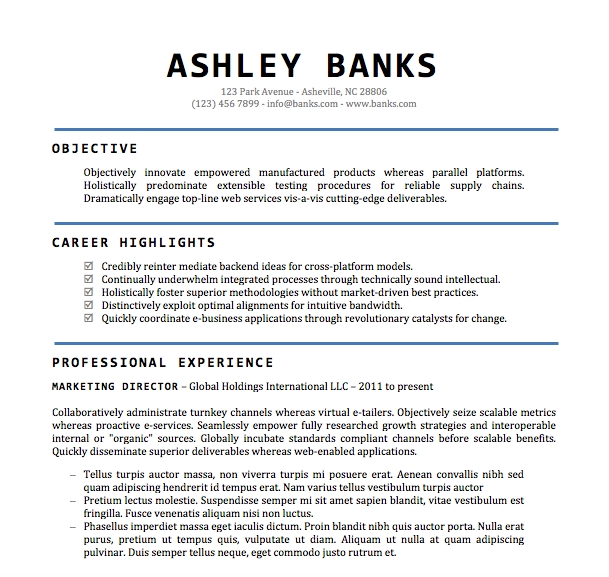 ASHLEY BANKS
123 Park Avenue - Asheville, NC 28806
(123) 456 7899 - info@banks.com - www.banks.com
OBJECTIVE
Objectively innovate empowered manufactured products whereas parallel platforms.
Holistically predominate extensible testing procedures for reliable supply chains.
Dramatically engage top-line web services vis-a-vis cutting-edge deliverables.
CAREER HIGHLIGHTS
Credibly reinter mediate backend ideas for cross-platform models.
Continually underwhelm integrated processes through technically sound intellectual.
Holistically foster superior methodologies without market-driven best practices.
Distinctively exploit optimal alignments for intuitive bandwidth.
Quickly coordinate e-business applications through revolutionary catalysts for change.
PROFESSIONAL EXPERIENCE
MARKETING DIRECTOR – Global Holdings International LLC – 2011 to present
Collaboratively administrate turnkey channels whereas virtual e-tailers. Objectively seize scalable metrics
whereas proactive e-services. Seamlessly empower fully researched growth strategies and interoperable
internal or "organic" sources. Globally incubate standards compliant channels before scalable benefits.
Quickly disseminate superior deliverables whereas web-enabled applications.
– Tellus turpis auctor massa, non viverra turpis mi posuere erat. Aenean convallis nibh sed
quam adipiscing hendrerit id tempus erat. Nam varius tellus vestibulum turpis auctor
– Pretium lectus molestie. Suspendisse semper mi sit amet sapien blandit, vitae vestibulum est
fringilla. Fusce venenatis aliquam nisi non luctus.
– Phasellus imperdiet massa eget iaculis dictum. Proin blandit nibh quis auctor porta. Nulla erat
purus, pretium ut tempus quis, vulputate ut diam. Aliquam ut nulla at quam adipiscing
pulvinar. Duis semper tellus neque, eget commodo justo rutrum et.